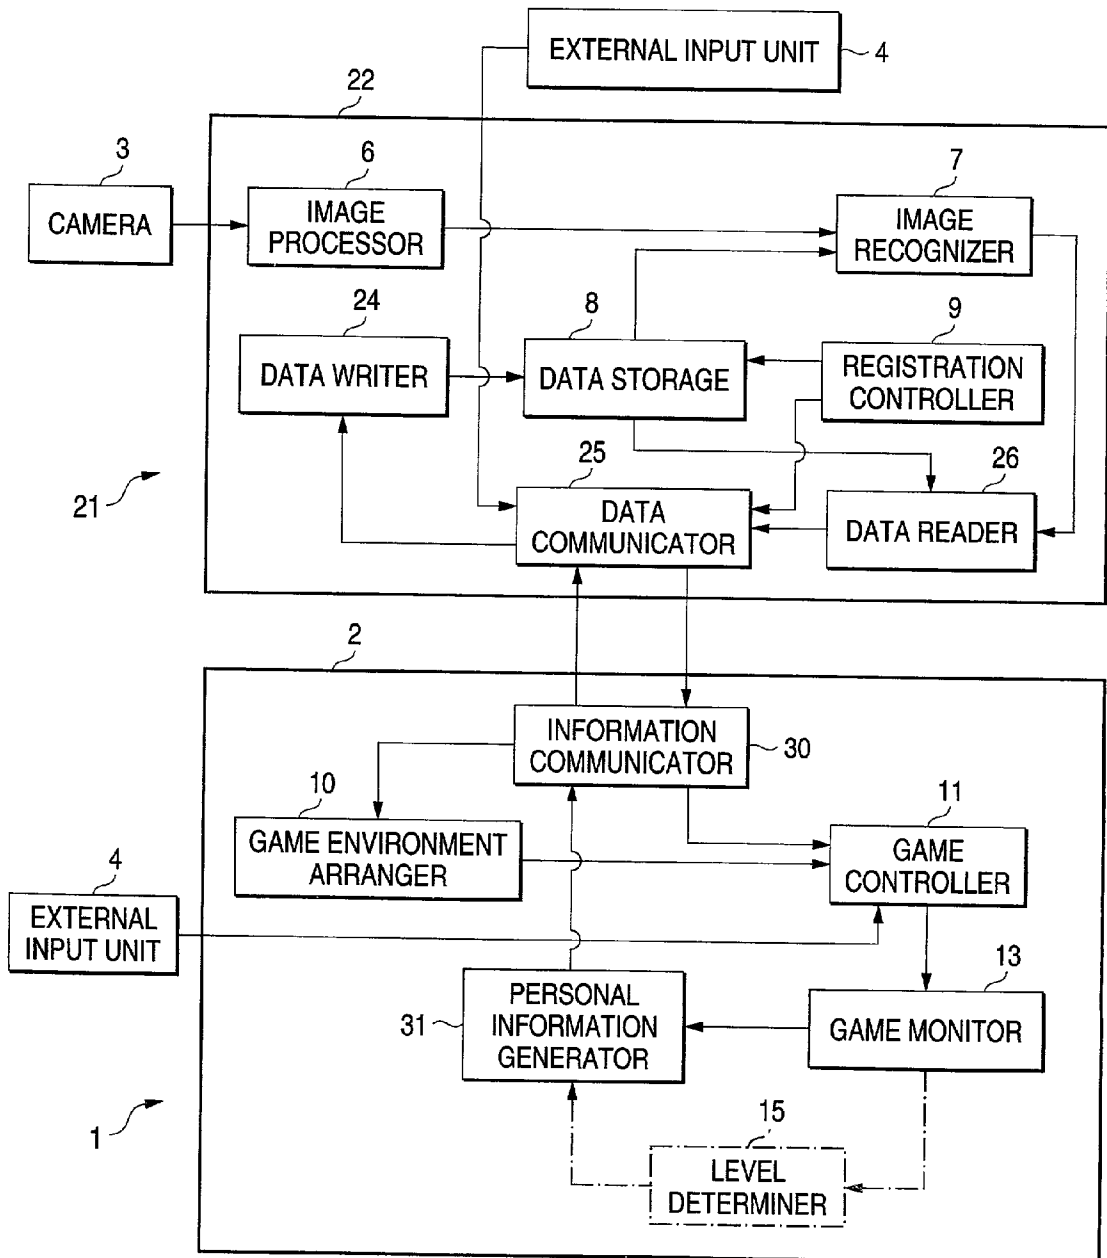 EXTERNAL INPUT UNIT
4
22
3
CAMERA
6
IMAGE
PROCESSOR
7
IMAGE
RECOGNIZER
24
DATA WRITER
8
DATA STORAGE
9
REGISTRATION
CONTROLLER
21
25
DATA
COMMUNICATOR
26
DATA READER
2
INFORMATION
COMMUNICATOR
30
10
GAME ENVIRONMENT
ARRANGER
11
GAME
CONTROLLER
4
EXTERNAL
INPUT UNIT
31
PERSONAL
INFORMATION
GENERATOR
13
GAME MONITOR
1
15
LEVEL
DETERMINER